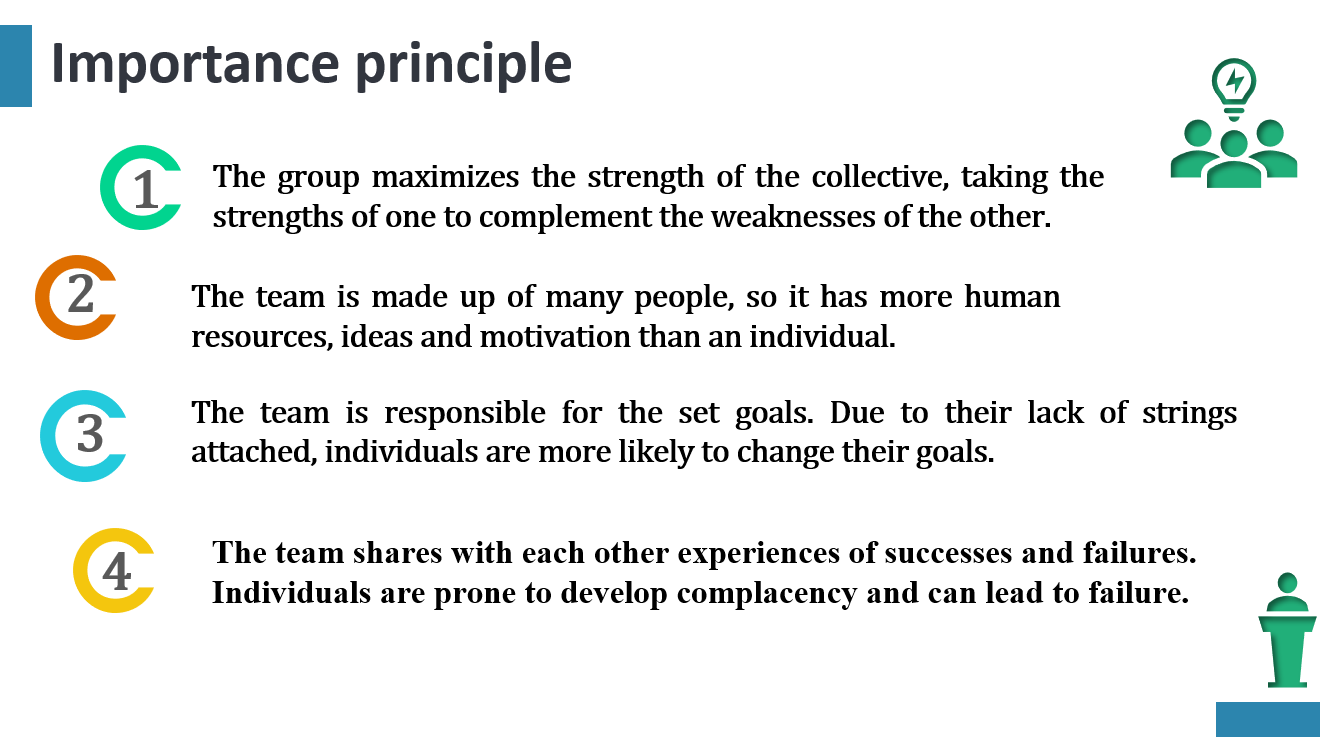 Importance principle
1
The group maximizes the strength of the collective, taking the
strengths of one to complement the weaknesses of the other.
2
The team is made up of many people, so it has more human
resources, ideas and motivation than an individual.
3
The team is responsible for the set goals. Due to their lack of strings
attached, individuals are more likely to change their goals.
4
The team shares with each other experiences of successes and failures.
Individuals are prone to develop complacency and can lead to failure.